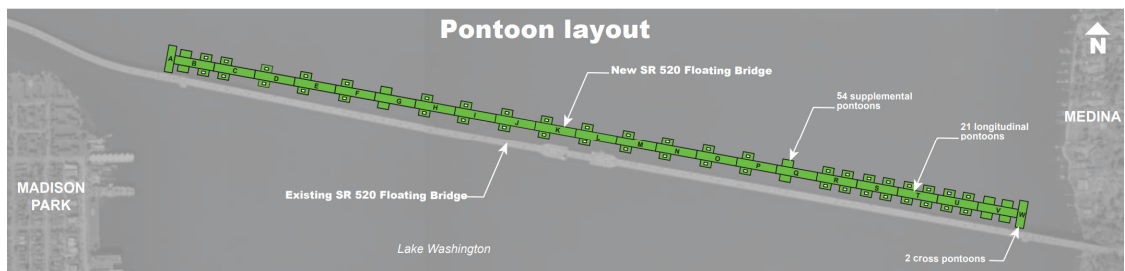 Pontoon layout
N
New SR 520 Floating Bridge
54 supplemental
pontoons
MEDINA
21 longitudinal
pontoons
A B C D E F G H I J K L M N O P Q R S T U V W
MADISON
PARK
Existing SR 520 Floating Bridge
Lake Washington
2 cross pontoons